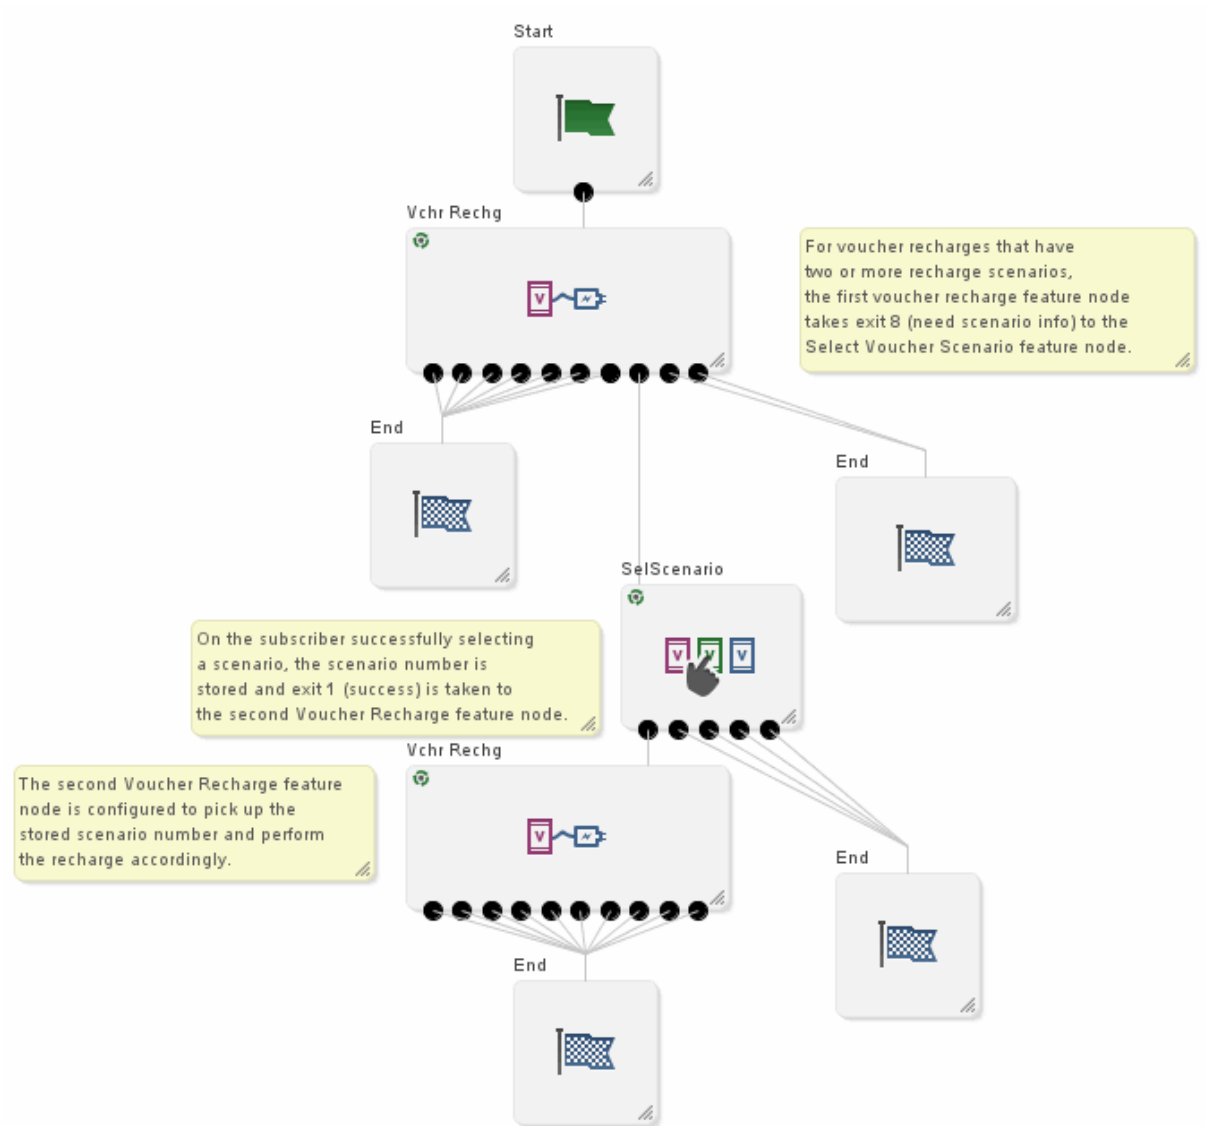 Start
Vchr Rechg
V
For voucher recharges that have
two or more recharge scenarios,
the first voucher recharge feature node
takes exit 8 (need scenario info) to the
Select Voucher Scenario feature node.
End
End
SelScenario
V V V
On the subscriber successfully selecting
a scenario, the scenario number is
stored and exit 1 (success) is taken to
the second Voucher Recharge feature node.
Vchr Rechg
V
The second Voucher Recharge feature
node is configured to pick up the
stored scenario number and perform
the recharge accordingly.
End
End